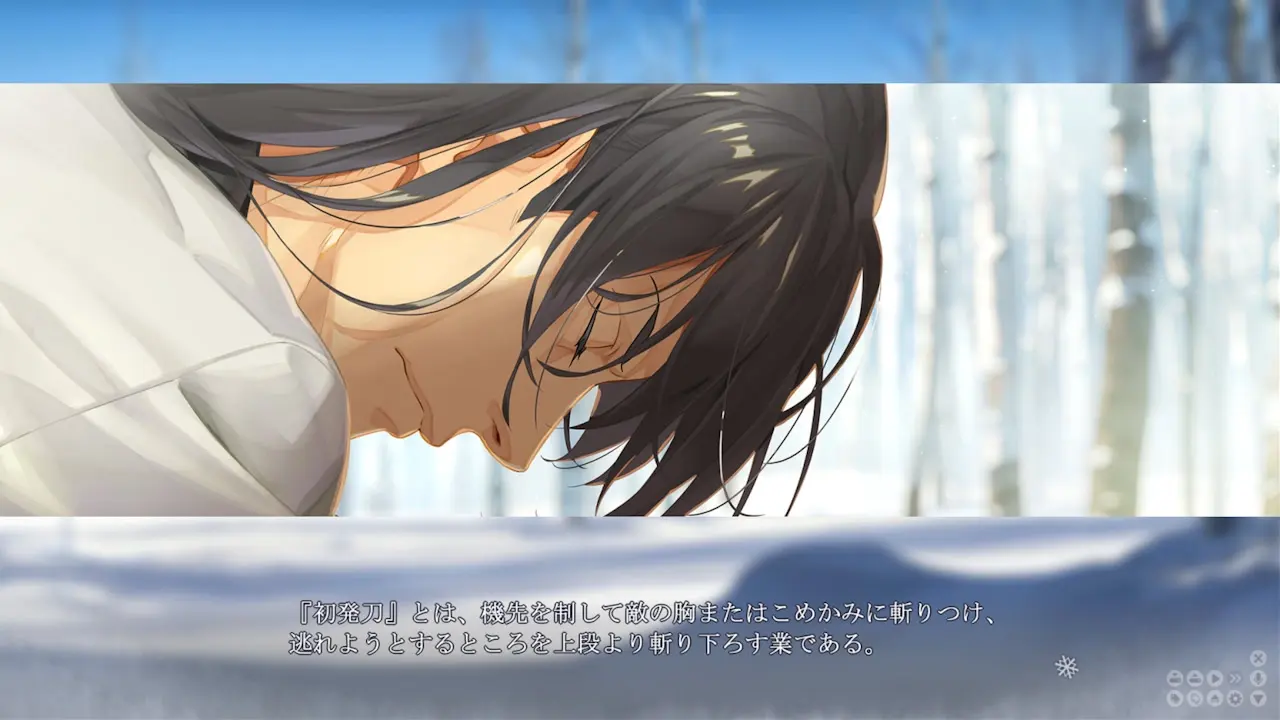 『初発刀』とは、機先を制して敵の胸またはこめかみに斬りつけ、
逃れようとするところを上段より斬り下ろす業である。